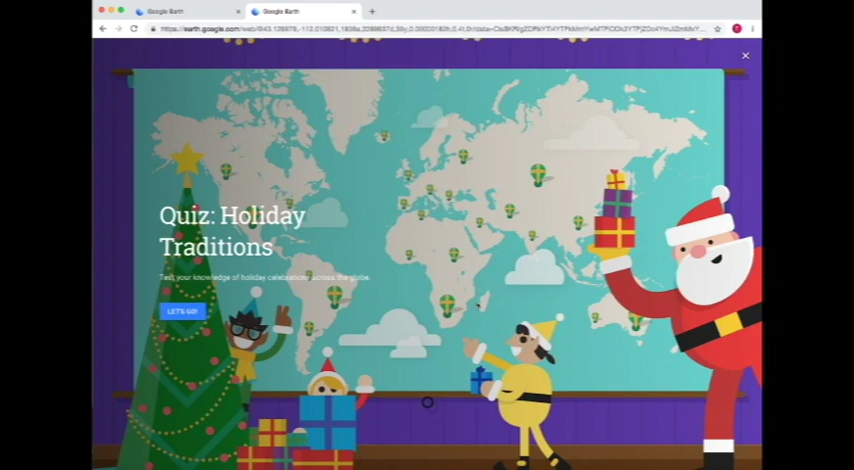 Google Earth
Google Earth
Quiz: Holiday
Traditions
Test your knowledge of holiday celebrations across the globe.
LET'S GO!